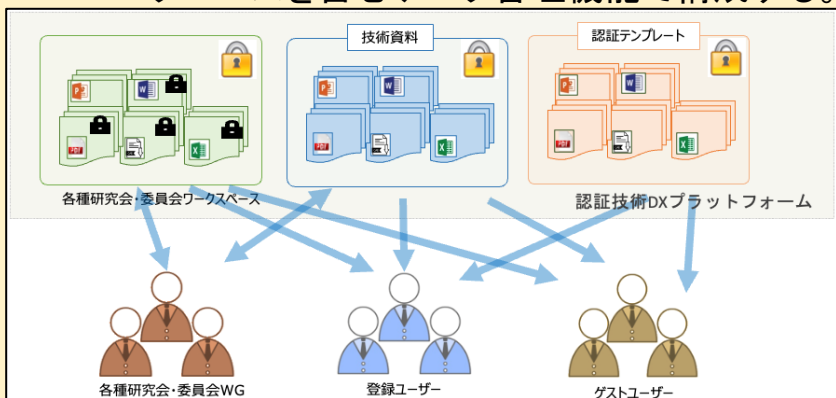 技術資料
認証テンプレート
各種研究会・委員会ワークスペース
認証技術DXプラットフォーム
各種研究会・委員会WG
登録ユーザー
ゲストユーザー